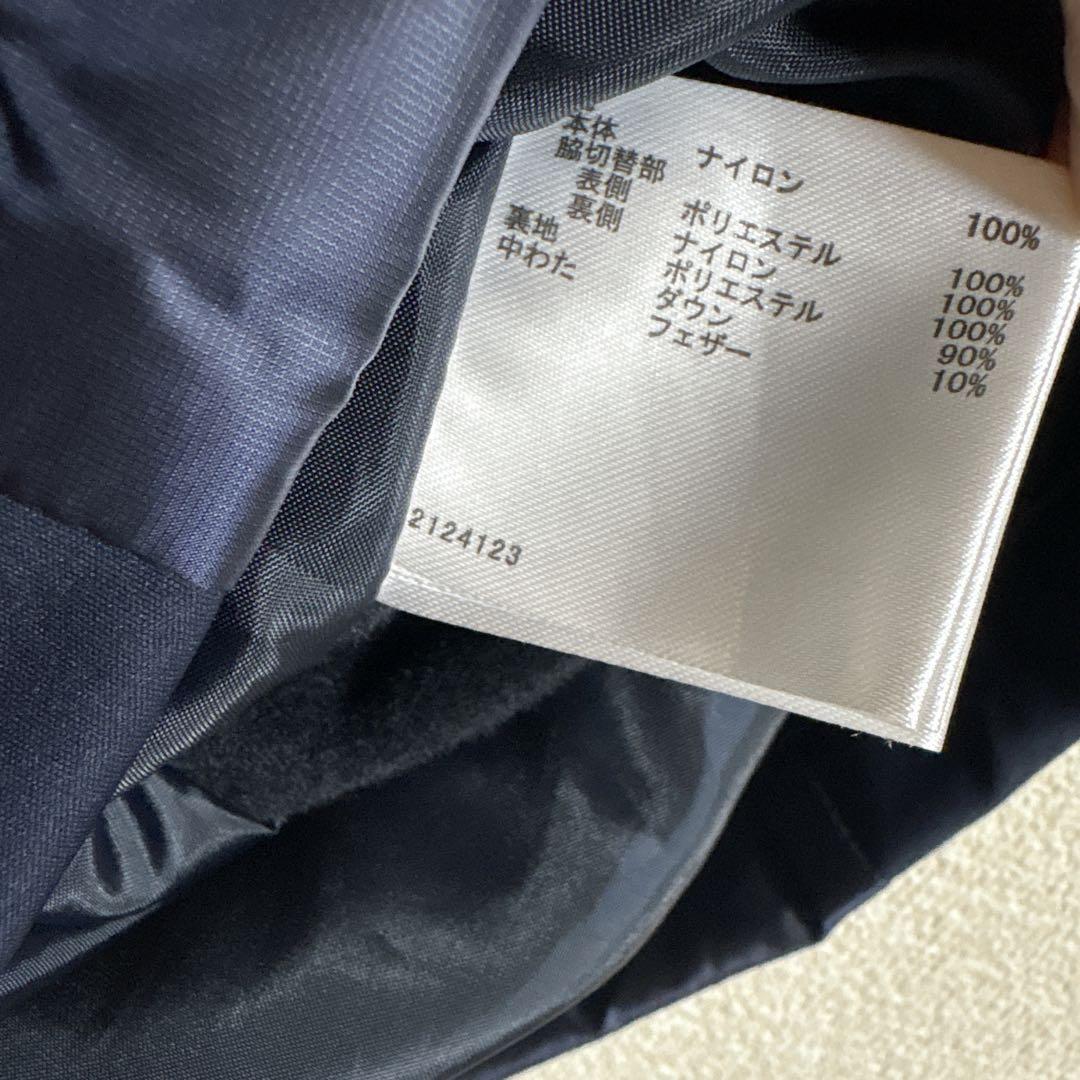 本体 ナイロン 100%
脇切替部
表側 ポリエステル 100%
裏側 ナイロン 100%
裏地 ポリエステル 100%
中わた ダウン 90%
フェザー 10%
2124123